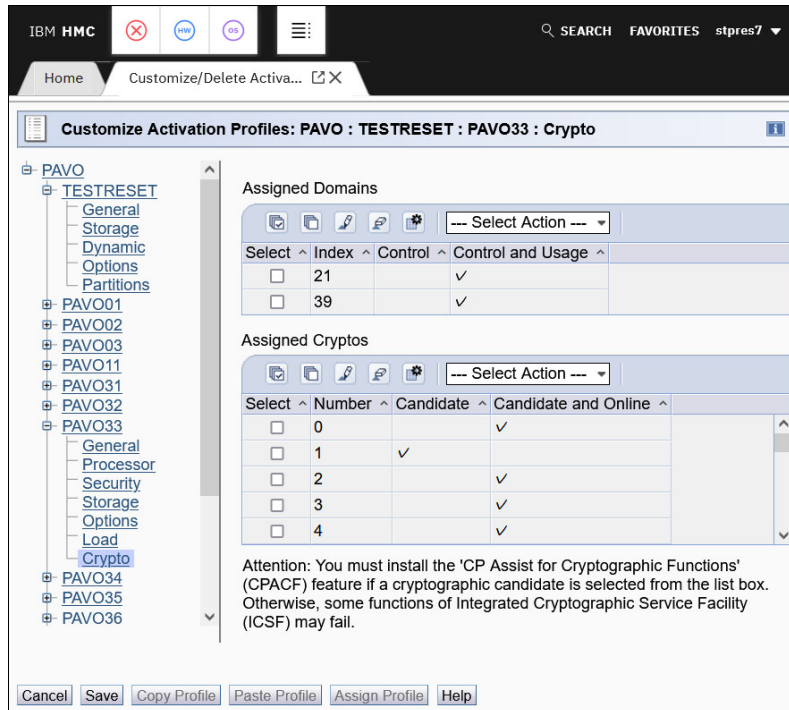 IBM HMC HW OS SEARCH FAVORITES stpres7
Home Customize/Delete Activa...
Customize Activation Profiles: PAVO : TESTRESET : PAVO33 : Crypto i
PAVO
TESTRESET
General
Storage
Dynamic
Options
Partitions
PAVO01
PAVO02
PAVO03
PAVO11
PAVO31
PAVO32
PAVO33
General
Processor
Security
Storage
Options
Load
Crypto
PAVO34
PAVO35
PAVO36
Assigned Domains
--- Select Action ---
Select Index Control Control and Usage
21
39
Assigned Cryptos
--- Select Action ---
Select Number Candidate Candidate and Online
0
1
2
3
4
Attention: You must install the 'CP Assist for Cryptographic Functions'
(CPACF) feature if a cryptographic candidate is selected from the list box.
Otherwise, some functions of Integrated Cryptographic Service Facility
(ICSF) may fail.
Cancel Save Copy Profile Paste Profile Assign Profile Help